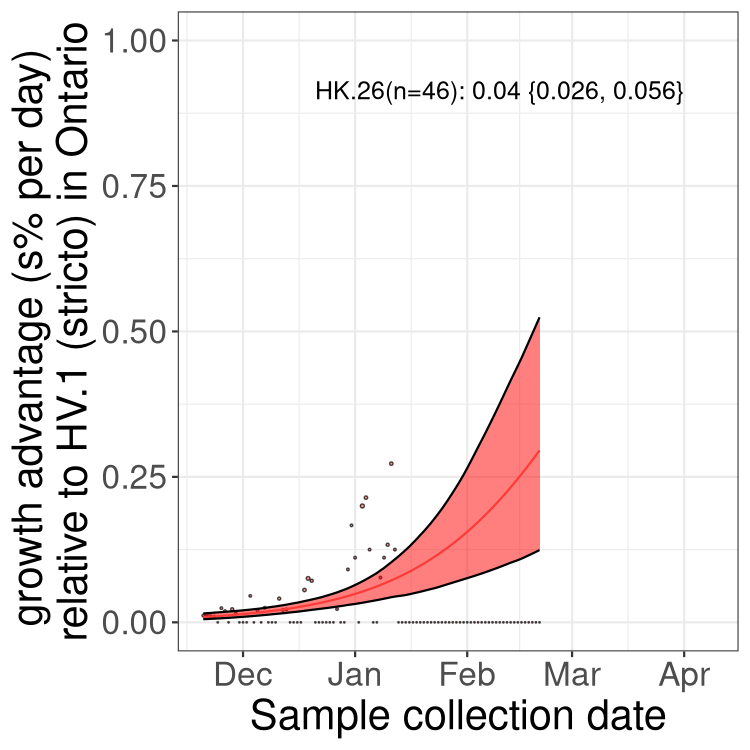 growth advantage (s% per day)
relative to HV.1 (stricto) in Ontario
1.00
0.75
0.50
0.25
0.00
HK.26(n=46): 0.04 {0.026, 0.056}
Dec Jan Feb Mar Apr
Sample collection date